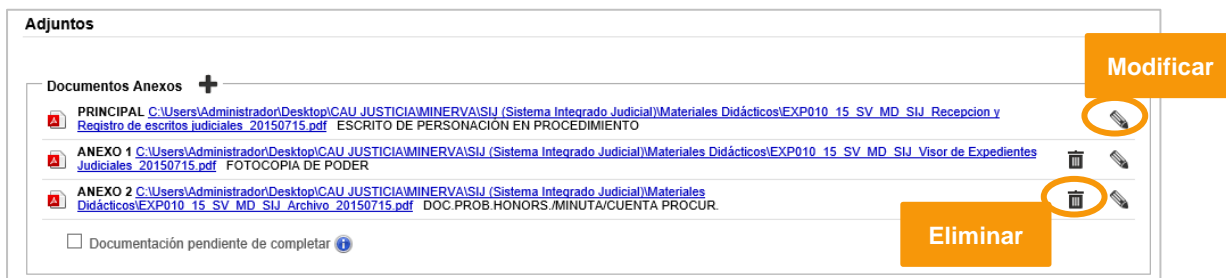 Adjuntos
Modificar
Documentos Anexos
PRINCIPAL C:\Users\Administrador\Desktop\CAU JUSTICIA\MINERVA\SIJ (Sistema Integrado Judicial)\Materiales Didácticos\EXP010_15_SV_MD_SIJ_Recepcion y
Registro de escritos judiciales_20150715.pdf ESCRITO DE PERSONACIÓN EN PROCEDIMIENTO
ANEXO 1 C:\Users\Administrador\Desktop\CAU JUSTICIA\MINERVA\SIJ (Sistema Integrado Judicial)\Materiales Didácticos\EXP010_15_SV_MD_SIJ_Visor de Expedientes
Judiciales_20150715.pdf FOTOCOPIA DE PODER
ANEXO 2 C:\Users\Administrador\Desktop\CAU JUSTICIA\MINERVA\SIJ (Sistema Integrado Judicial)\Materiales
Didácticos\EXP010_15_SV_MD_SIJ_Archivo_20150715.pdf DOC.PROB.HONORS./MINUTA/CUENTA PROCUR.
Eliminar
Documentación pendiente de completar